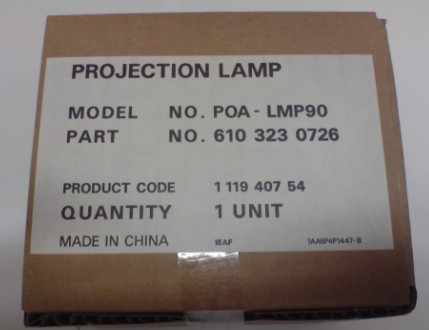 PROJECTION LAMP
MODEL NO. POA - LMP90
PART NO. 610 323 0726
PRODUCT CODE 1 119 407 54
QUANTITY 1 UNIT
MADE IN CHINA IEAF 1AA6P4P1447-B